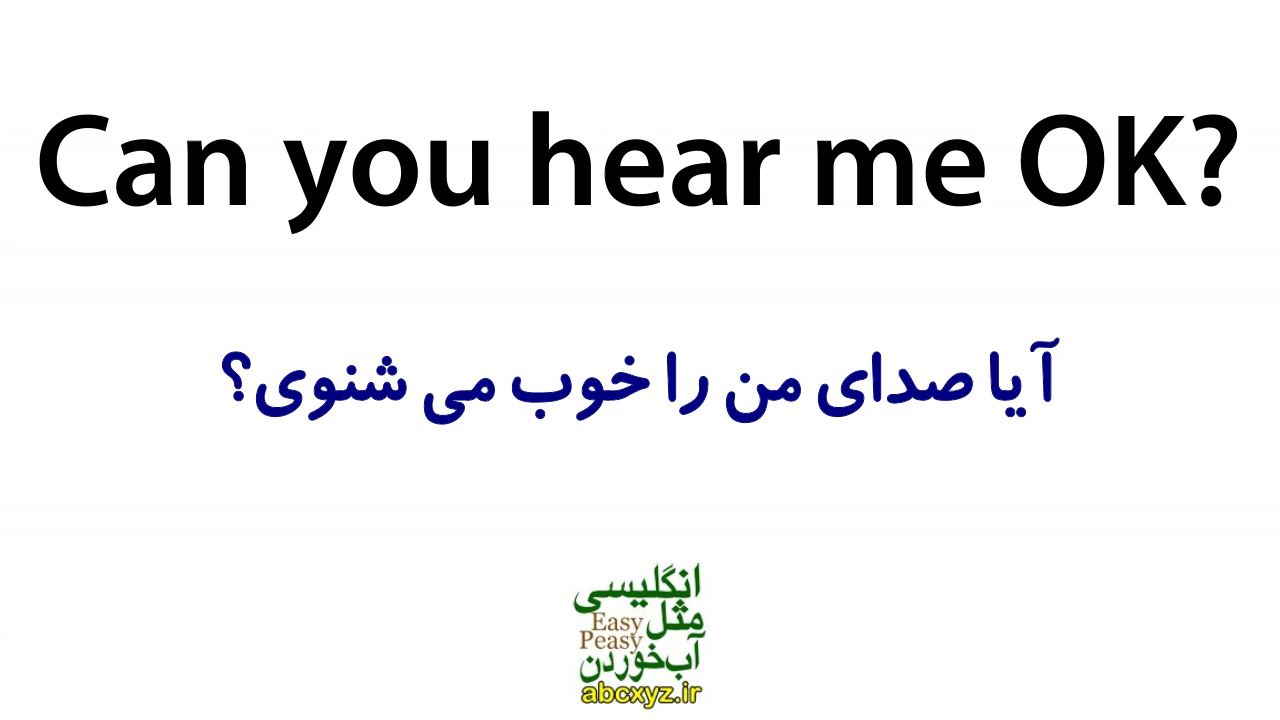 Can you hear me OK?
آیا صدای من را خوب می شنوی؟
انگلیسی
مثل
Easy
Peasy
آب‌خوردن
abcxyz.ir